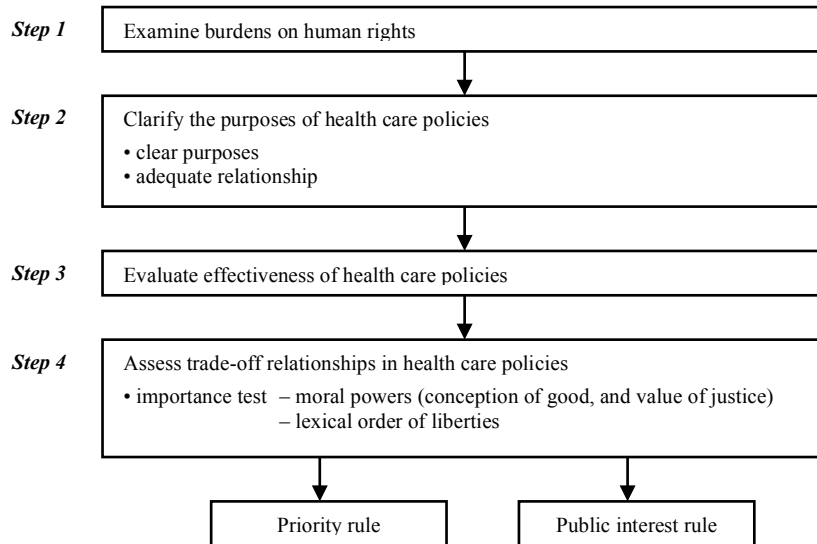 Step 1 Examine burdens on human rights
Step 2 Clarify the purposes of health care policies
• clear purposes
• adequate relationship
Step 3 Evaluate effectiveness of health care policies
Step 4 Assess trade-off relationships in health care policies
• importance test – moral powers (conception of good, and value of justice)
– lexical order of liberties
Priority rule
Public interest rule